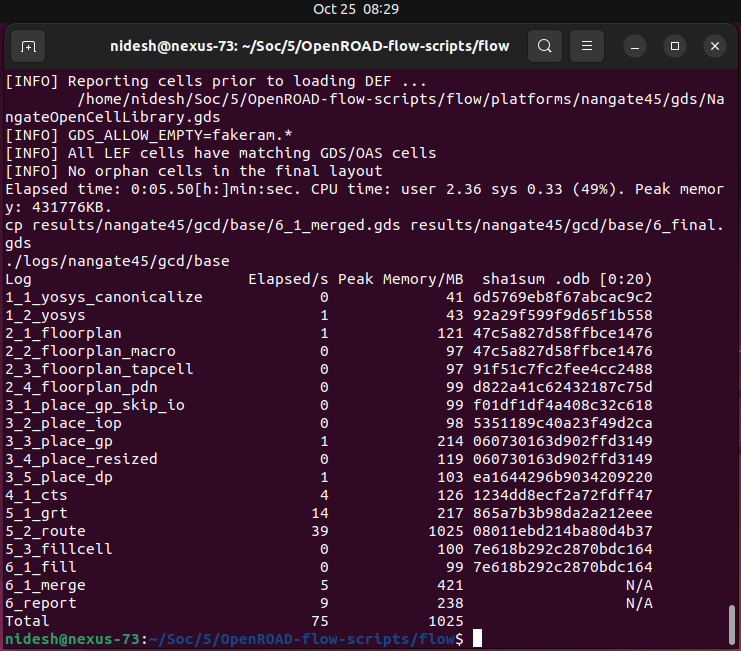 Oct 25 08:29
nidesh@nexus-73: ~/Soc/5/OpenROAD-flow-scripts/flow
[INFO] Reporting cells prior to loading DEF ...
        /home/nidesh/Soc/5/OpenROAD-flow-scripts/flow/platforms/nangate45/gds/Na
ngateOpenCellLibrary.gds
[INFO] GDS_ALLOW_EMPTY=fakeram.*
[INFO] All LEF cells have matching GDS/OAS cells
[INFO] No orphan cells in the final layout
Elapsed time: 0:05.50[h:]min:sec. CPU time: user 2.36 sys 0.33 (49%). Peak memor
y: 431776KB.
cp results/nangate45/gcd/base/6_1_merged.gds results/nangate45/gcd/base/6_final.
gds
./logs/nangate45/gcd/base
Log                            Elapsed/s Peak Memory/MB  sha1sum .odb [0:20)
1_1_yosys_canonicalize                 0             41 6d5769eb8f67abcac9c2
1_2_yosys                              1             43 92a29f599f9d65f1b558
2_1_floorplan                          1            121 47c5a827d58ffbce1476
2_2_floorplan_macro                    0             97 47c5a827d58ffbce1476
2_3_floorplan_tapcell                  0             97 91f51c7fc2fee4cc2488
2_4_floorplan_pdn                      0             99 d822a41c62432187c75d
3_1_place_gp_skip_io                   0             99 f01df1df4a408c32c618
3_2_place_iop                          0             98 5351189c40a23f49d2ca
3_3_place_gp                           1            214 060730163d902ffd3149
3_4_place_resized                      0            119 060730163d902ffd3149
3_5_place_dp                           1            103 ea1644296b9034209220
4_1_cts                                4            126 1234dd8ecf2a72fdff47
5_1_grt                               14            217 865a7b3b98da2a212eee
5_2_route                             39           1025 08011ebd214ba80d4b37
5_3_fillcell                           0            100 7e618b292c2870bdc164
6_1_fill                               0             99 7e618b292c2870bdc164
6_1_merge                              5            421                  N/A
6_report                               9            238                  N/A
Total                                 75           1025
nidesh@nexus-73:~/Soc/5/OpenROAD-flow-scripts/flow$